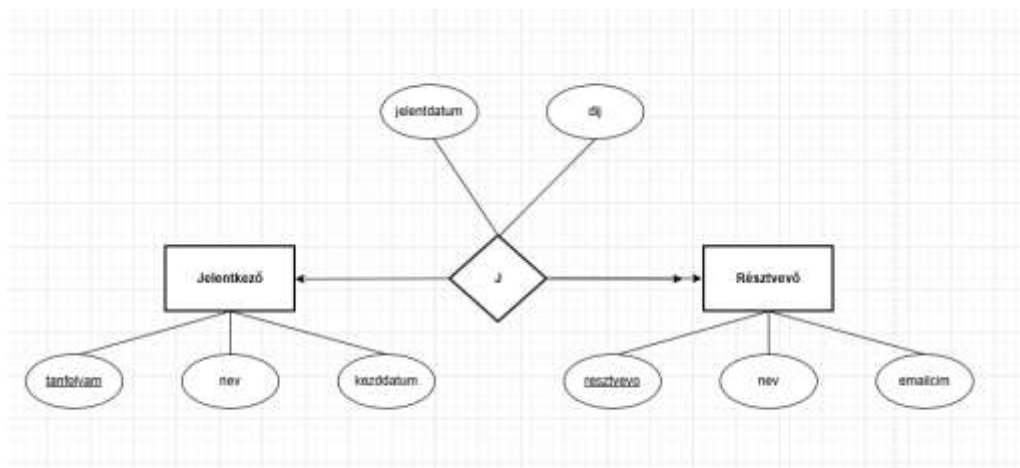 jelentdatum
dij
Jelentkező
J
Résztvevő
tanfolyam
nev
kezddatum
resztvevo
nev
emailcim